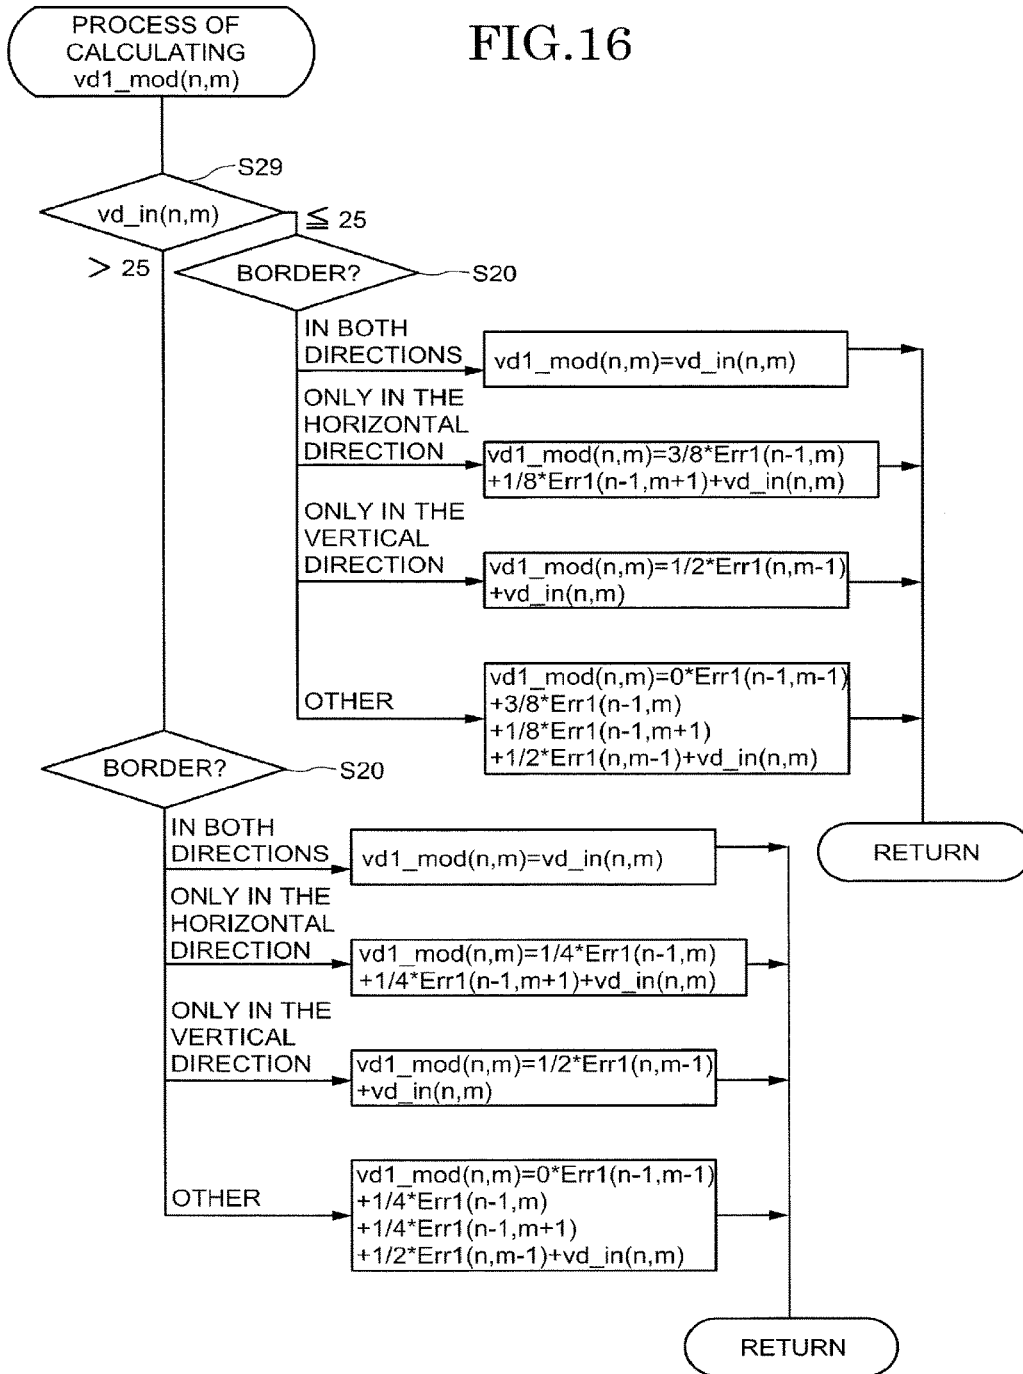 PROCESS OF
CALCULATING
vd1_mod(n,m)
FIG.16
S29
vd_in(n,m)
≦ 25
> 25
BORDER?
S20
IN BOTH
DIRECTIONS
vd1_mod(n,m)=vd_in(n,m)
ONLY IN THE
HORIZONTAL
DIRECTION
vd1_mod(n,m)=3/8*Err1(n-1,m)
+1/8*Err1(n-1,m+1)+vd_in(n,m)
ONLY IN THE
VERTICAL
DIRECTION
vd1_mod(n,m)=1/2*Err1(n,m-1)
+vd_in(n,m)
OTHER
vd1_mod(n,m)=0*Err1(n-1,m-1)
+3/8*Err1(n-1,m)
+1/8*Err1(n-1,m+1)
+1/2*Err1(n,m-1)+vd_in(n,m)
RETURN
BORDER?
S20
IN BOTH
DIRECTIONS
vd1_mod(n,m)=vd_in(n,m)
ONLY IN THE
HORIZONTAL
DIRECTION
vd1_mod(n,m)=1/4*Err1(n-1,m)
+1/4*Err1(n-1,m+1)+vd_in(n,m)
ONLY IN THE
VERTICAL
DIRECTION
vd1_mod(n,m)=1/2*Err1(n,m-1)
+vd_in(n,m)
OTHER
vd1_mod(n,m)=0*Err1(n-1,m-1)
+1/4*Err1(n-1,m)
+1/4*Err1(n-1,m+1)
+1/2*Err1(n,m-1)+vd_in(n,m)
RETURN